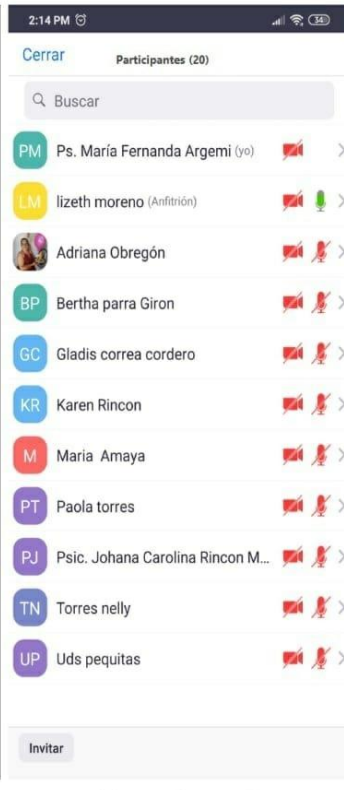 2:14 PM 34
Cerrar Participantes (20)
Buscar
PM Ps. María Fernanda Argemi (yo)
LM lizeth moreno (Anfitrión)
Adriana Obregón
BP Bertha parra Giron
GC Gladis correa cordero
KR Karen Rincon
M Maria Amaya
PT Paola torres
PJ Psic. Johana Carolina Rincon M...
TN Torres nelly
UP Uds pequitas
Invitar